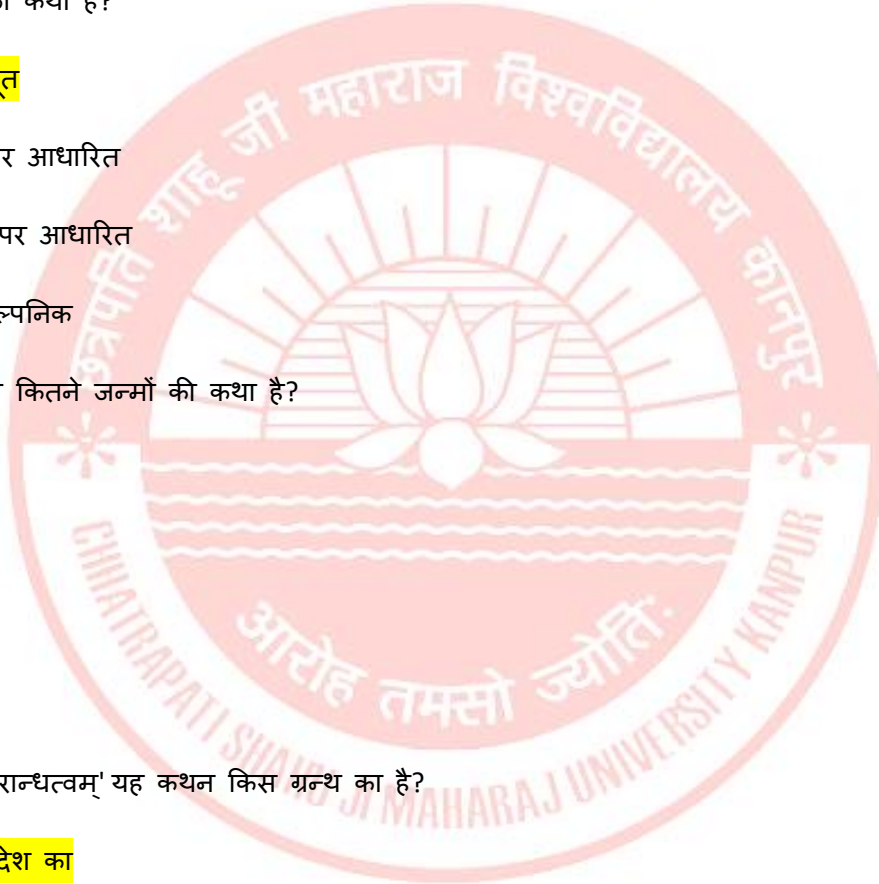 कथा है?
र आधारित
पर आधारित
ल्पनिक
कितने जन्मों की कथा है?
रान्धत्वम्' यह कथन किस ग्रन्थ का है?
देश का
छत्रपति शाहू जी महाराज विश्वविद्यालय कानपुर
आरोह तमसो ज्योतिः
CHHATRAPATI SHAHU JI MAHARAJ UNIVERSITY KANPUR